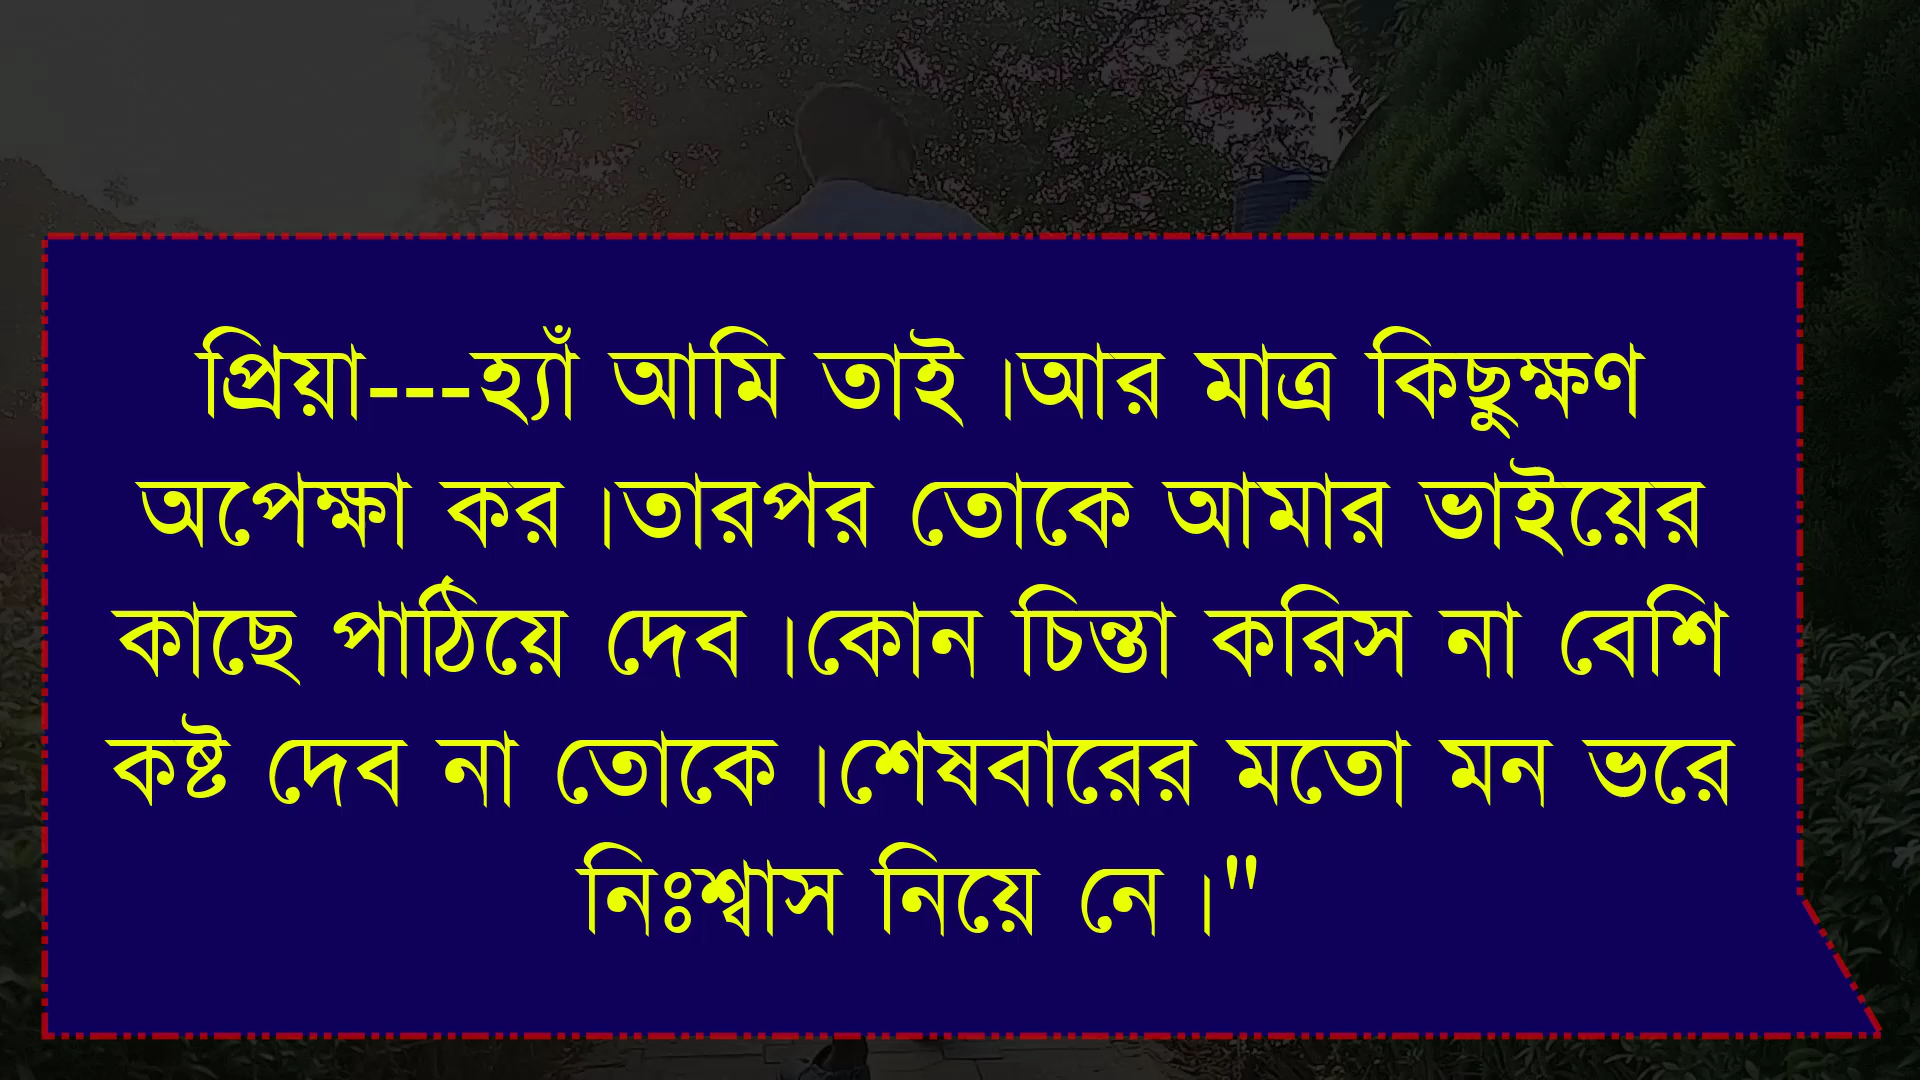 প্রিয়া---হ্যাঁ আমি তাই ।আর মাত্র কিছুক্ষণ
অপেক্ষা কর ।তারপর তোকে আমার ভাইয়ের
কাছে পাঠিয়ে দেব ।কোন চিন্তা করিস না বেশি
কষ্ট দেব না তোকে ।শেষবারের মতো মন ভরে
নিঃশ্বাস নিয়ে নে ।"